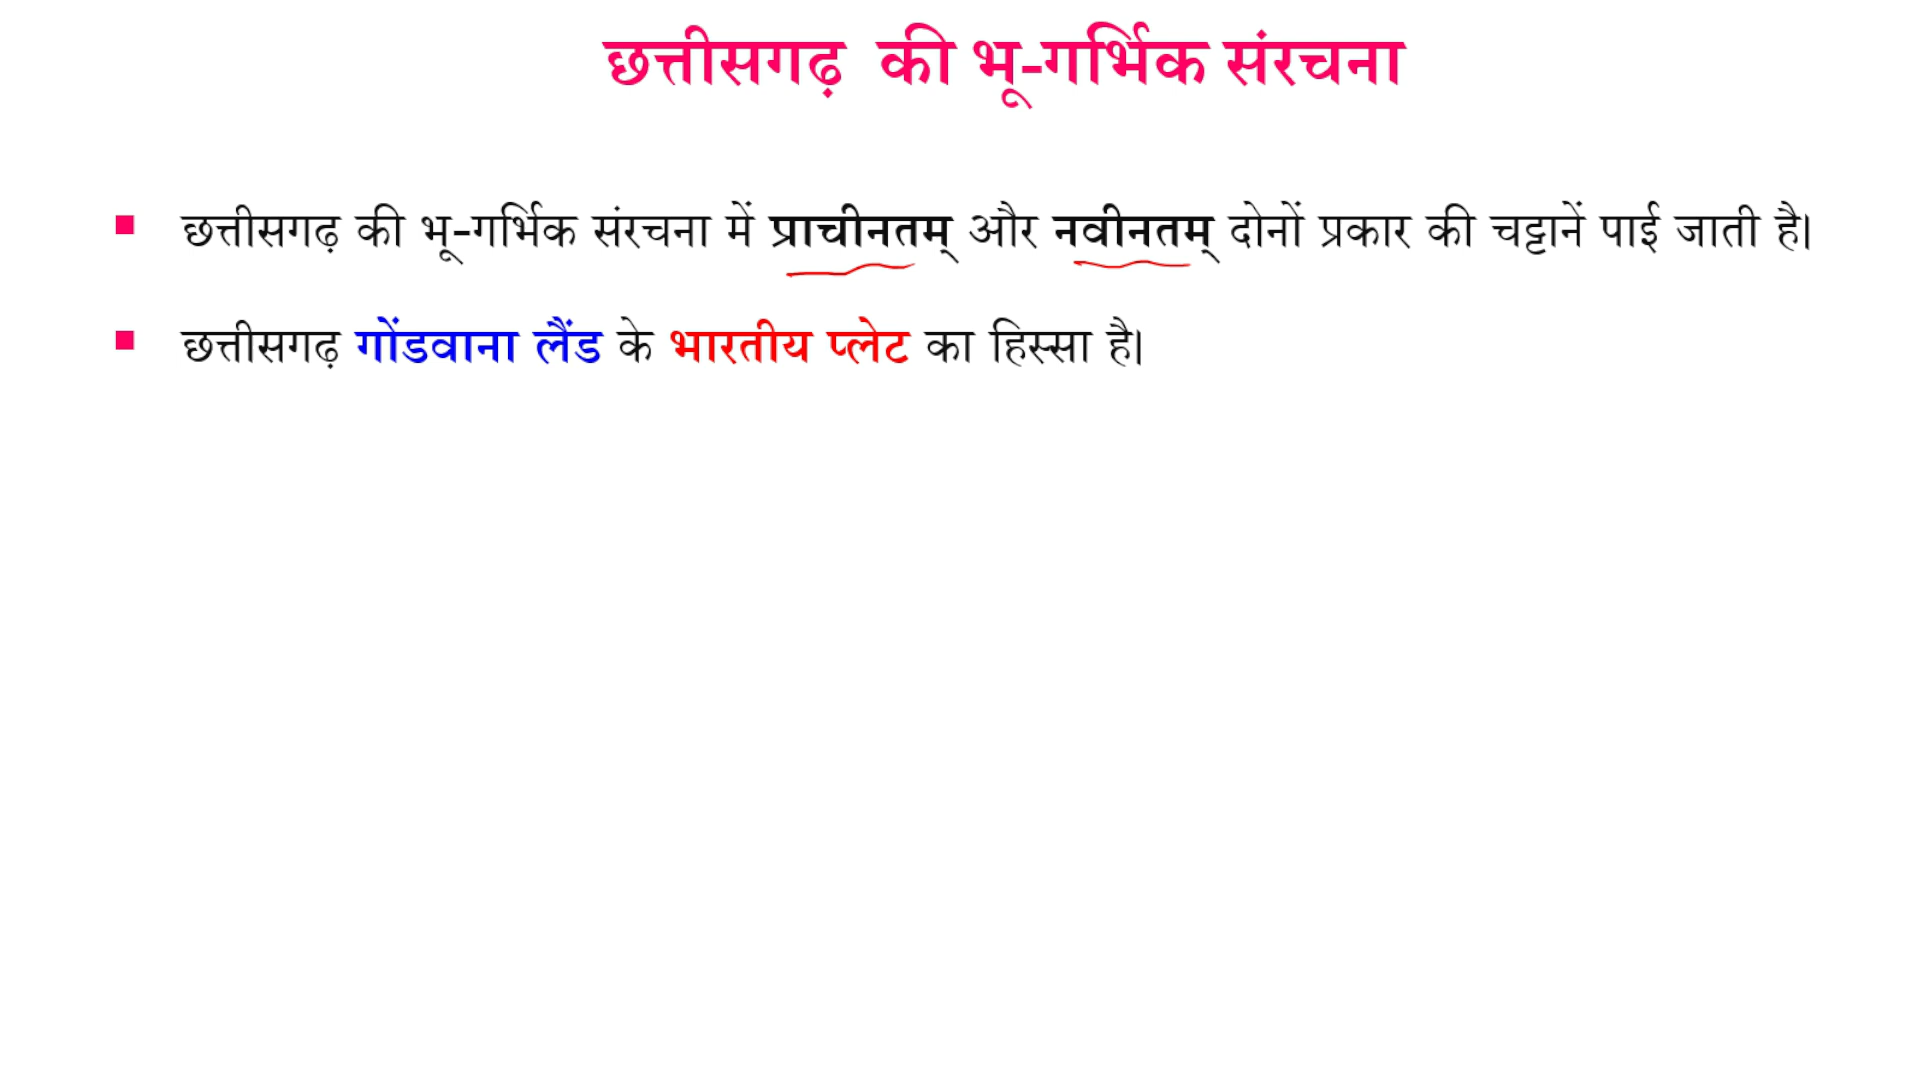 छत्तीसगढ़ की भू-गर्भिक संरचना
छत्तीसगढ़ की भू-गर्भिक संरचना में प्राचीनतम् और नवीनतम् दोनों प्रकार की चट्टानें पाई जाती है।
छत्तीसगढ़ गोंडवाना लैंड के भारतीय प्लेट का हिस्सा है।